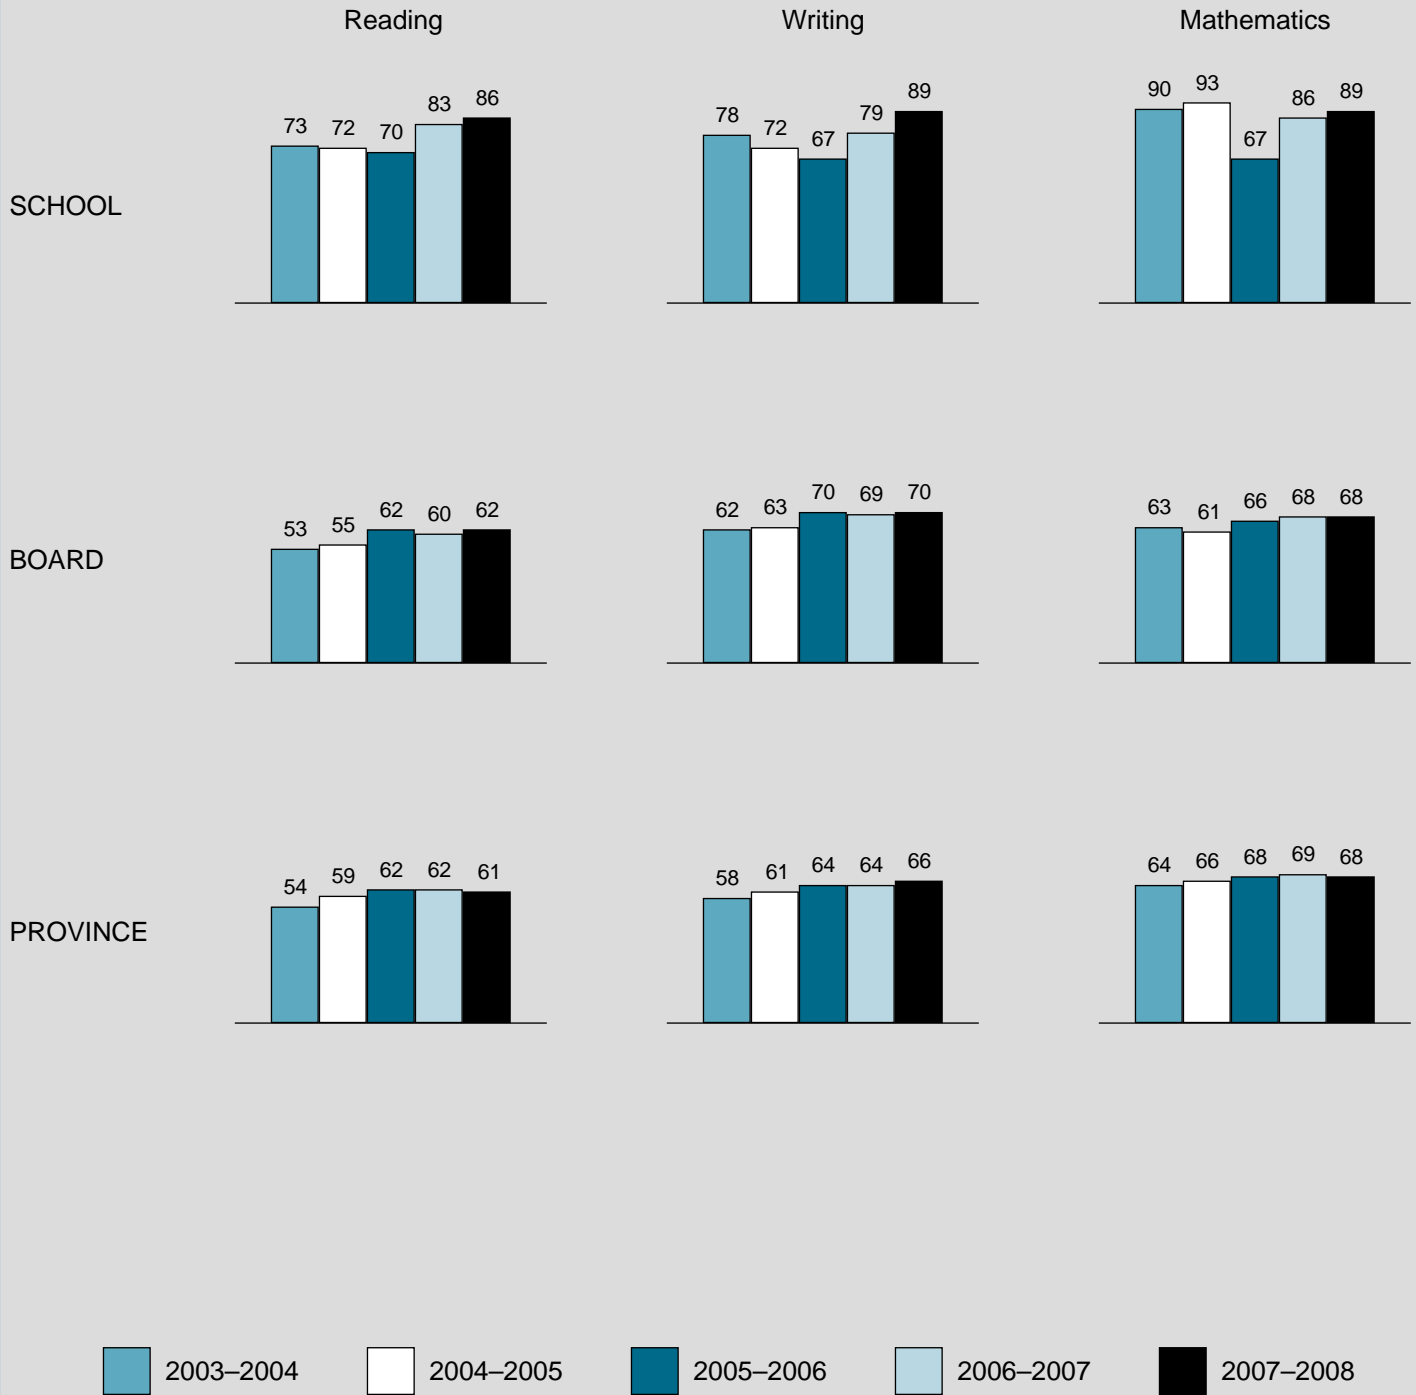 Reading Writing Mathematics
SCHOOL
73 72 70 83 86
78 72 67 79 89
90 93 67 86 89
BOARD
53 55 62 60 62
62 63 70 69 70
63 61 66 68 68
PROVINCE
54 59 62 62 61
58 61 64 64 66
64 66 68 69 68
2003–2004 2004–2005 2005–2006 2006–2007 2007–2008